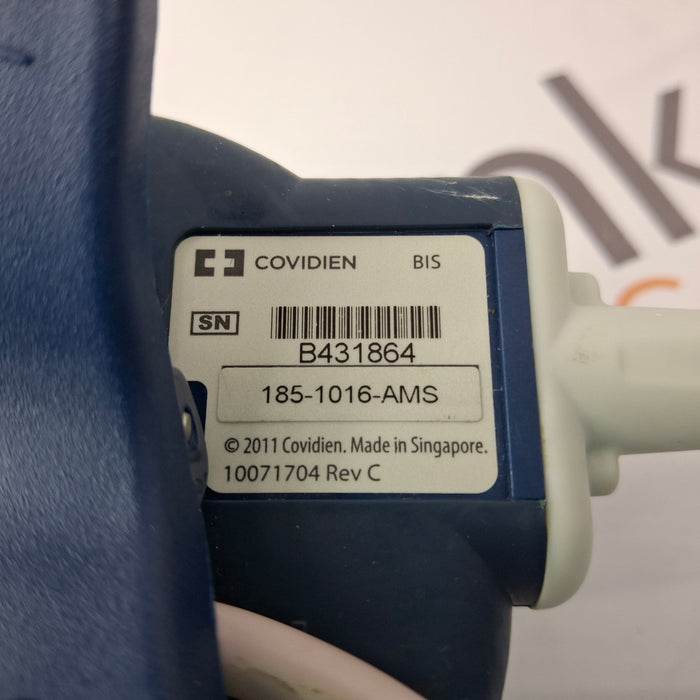 COVIDIEN BIS
SN
B431864
185-1016-AMS
© 2011 Covidien. Made in Singapore.
10071704 Rev C